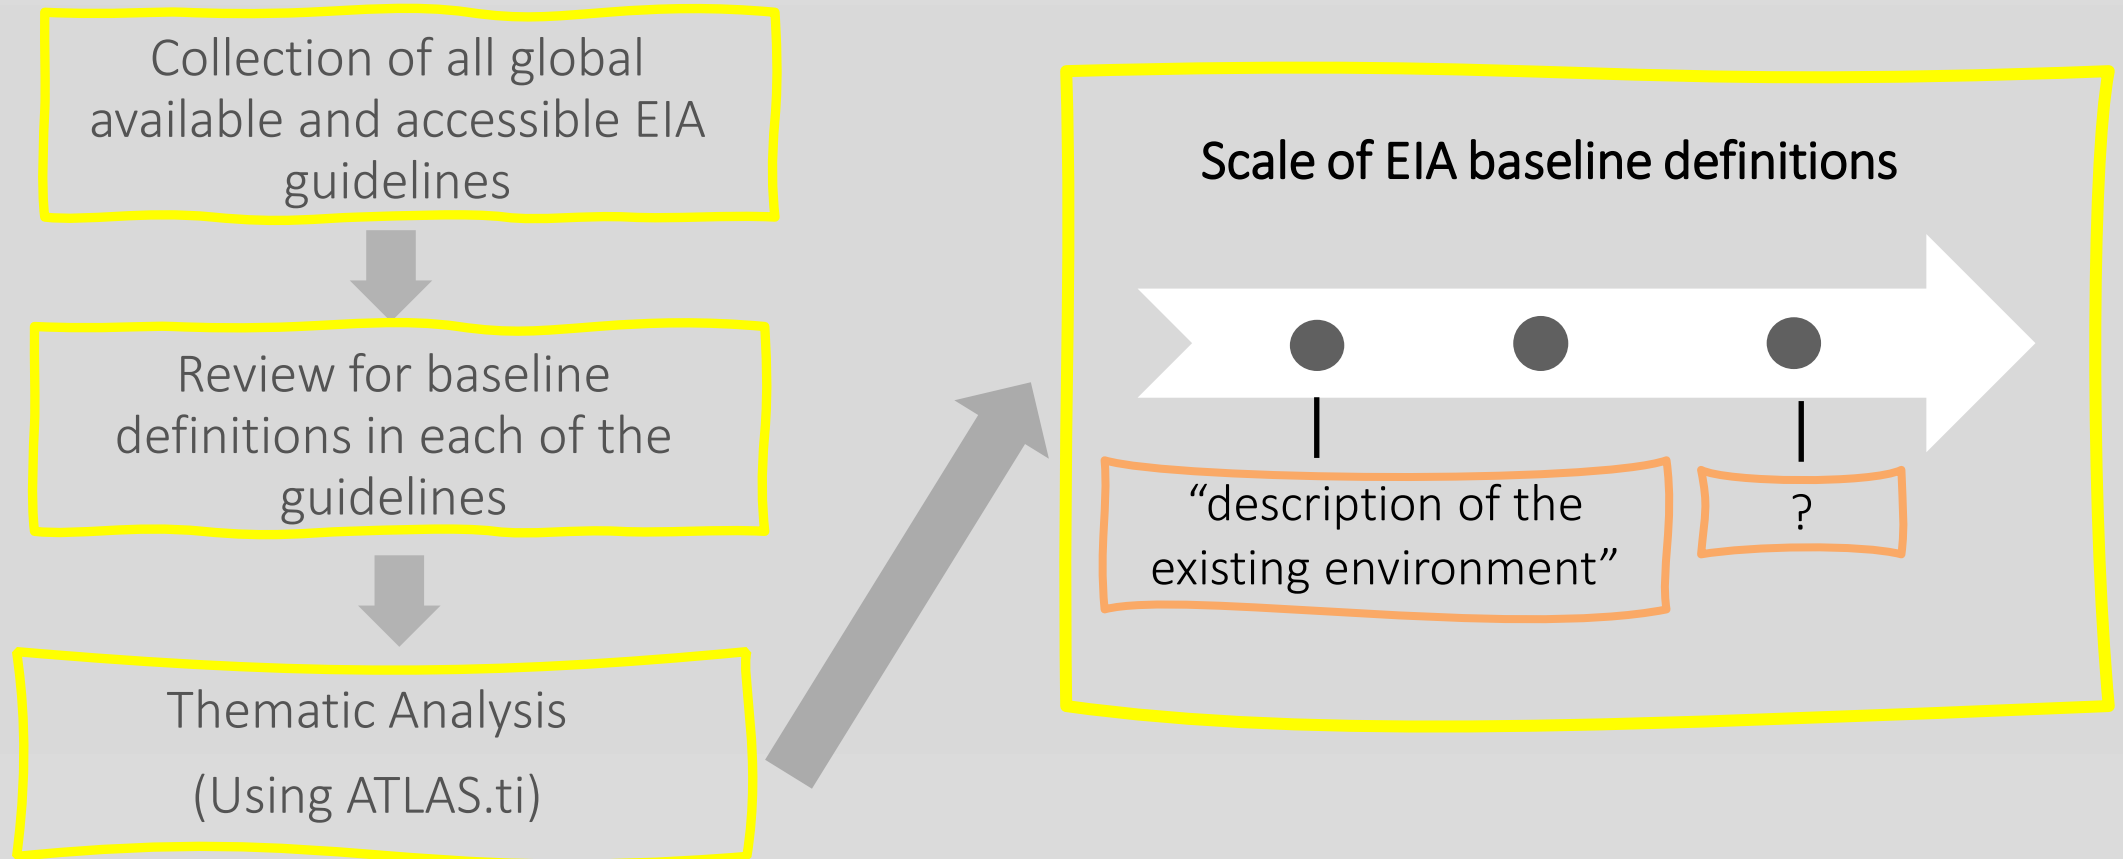 Collection of all global
available and accessible EIA
guidelines
Review for baseline
definitions in each of the
guidelines
Thematic Analysis
(Using ATLAS.ti)
Scale of EIA baseline definitions
“description of the
existing environment”
?